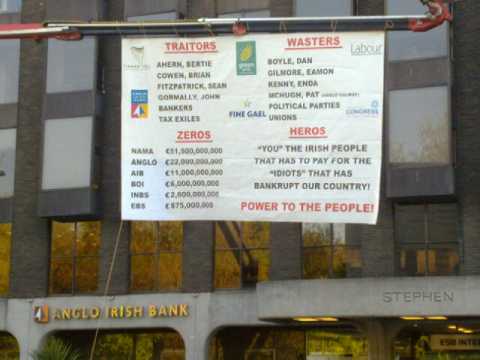 TRAITORS
AHERN, BERTIE
COWEN, BRIAN
FITZPATRICK, SEAN
GORMALLY, JOHN
BANKERS
TAX EXILES
green
WASTERS
Labour
BOYLE, DAN
GILMORE, EAMON
KENNY, ENDA
MCHUGH, PAT
POLITICAL PARTIES
UNIONS
FINE GAEL
CONGRESS
ZEROS
NAMA €51,500,000,000
ANGLO €22,000,000,000
AIB €11,000,000,000
BOI €6,000,000,000
INBS €2,600,000,000
EBS €875,000,000
HEROS
"YOU" THE IRISH PEOPLE
THAT HAS TO PAY FOR THE
"IDIOTS" THAT HAS
BANKRUPT OUR COUNTRY!
POWER TO THE PEOPLE!
ANGLO IRISH BANK
STEPHEN